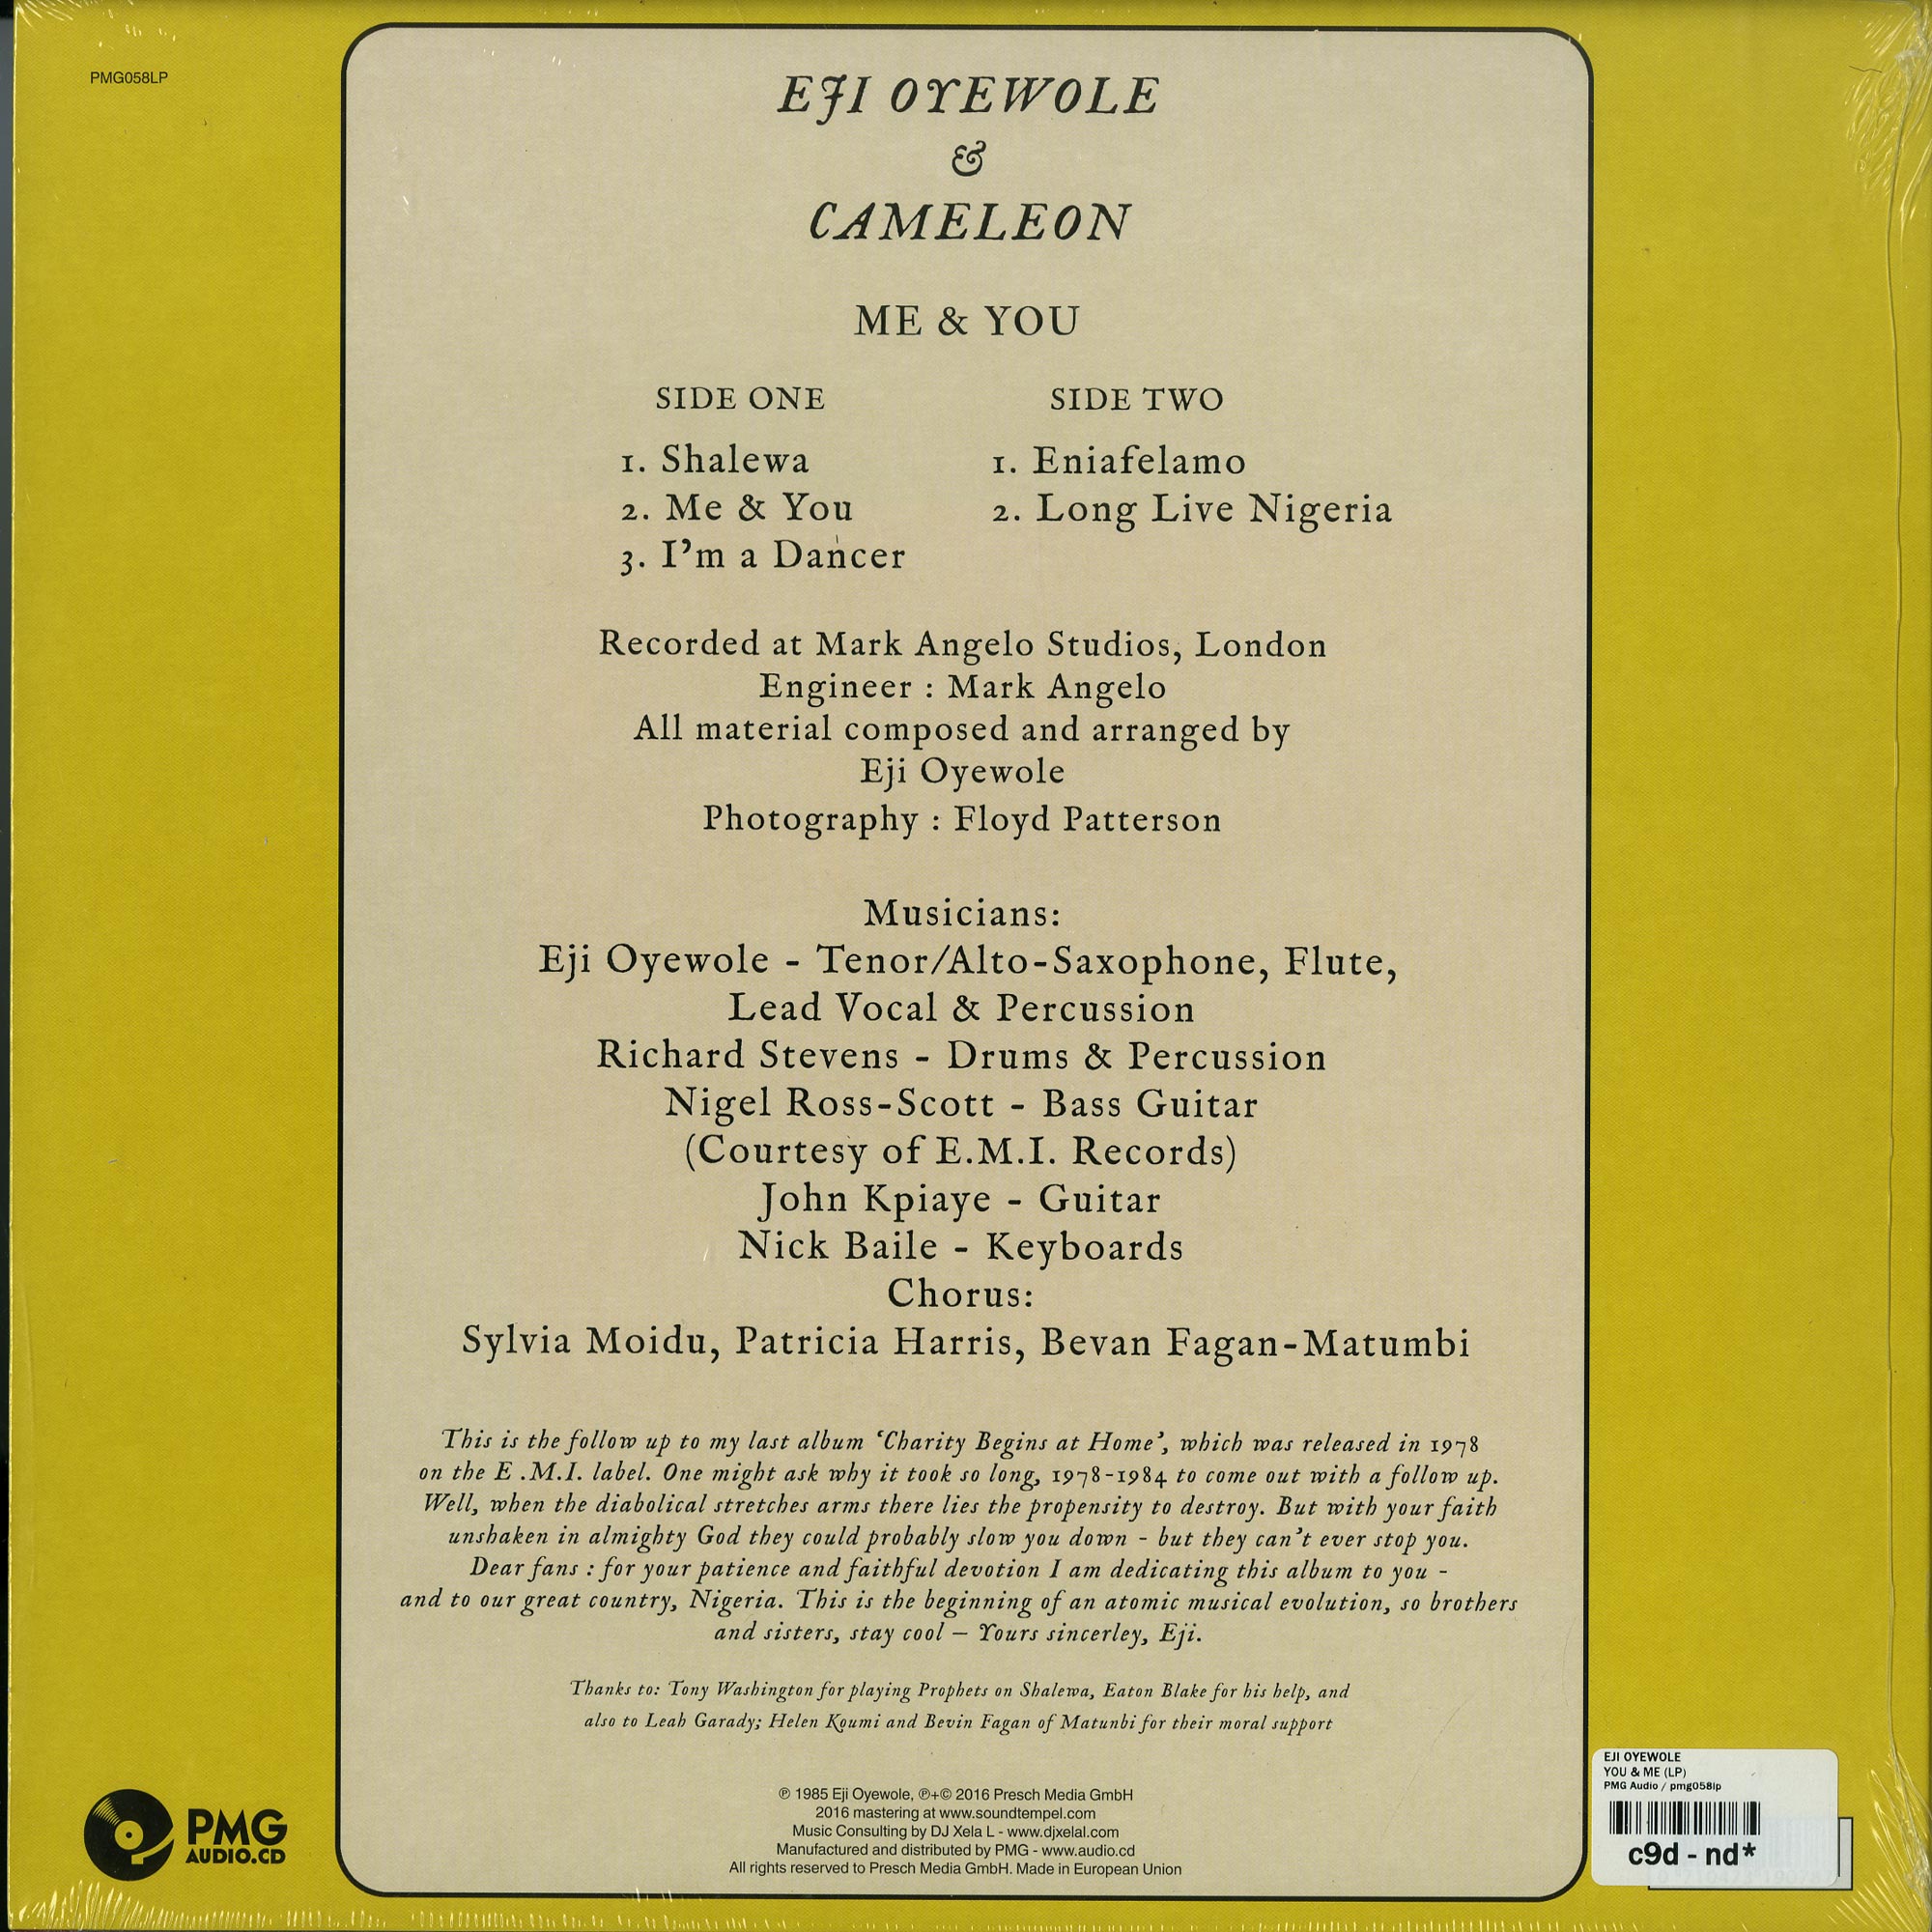 PMG058LP
EJI OYEWOLE
&
CAMELEON
ME & YOU
SIDE ONE
1. Shalewa
2. Me & You
3. I'm a Dancer
SIDE TWO
1. Eniafelamo
2. Long Live Nigeria
Recorded at Mark Angelo Studios, London
Engineer : Mark Angelo
All material composed and arranged by
Eji Oyewole
Photography : Floyd Patterson
Musicians:
Eji Oyewole - Tenor/Alto-Saxophone, Flute,
Lead Vocal & Percussion
Richard Stevens - Drums & Percussion
Nigel Ross-Scott - Bass Guitar
(Courtesy of E.M.I. Records)
John Kpiaye - Guitar
Nick Baile - Keyboards
Chorus:
Sylvia Moidu, Patricia Harris, Bevan Fagan-Matumbi
This is the follow up to my last album 'Charity Begins at Home', which was released in 1978
on the E .M.I. label. One might ask why it took so long, 1978-1984 to come out with a follow up.
Well, when the diabolical stretches arms there lies the propensity to destroy. But with your faith
unshaken in almighty God they could probably slow you down - but they can't ever stop you.
Dear fans : for your patience and faithful devotion I am dedicating this album to you -
and to our great country, Nigeria. This is the beginning of an atomic musical evolution, so brothers
and sisters, stay cool – Yours sincerley, Eji.
Thanks to: Tony Washington for playing Prophets on Shalewa, Eaton Blake for his help, and
also to Leah Garady; Helen Koumi and Bevin Fagan of Matunbi for their moral support
℗ 1985 Eji Oyewole, ℗+© 2016 Presch Media GmbH
2016 mastering at www.soundtempel.com
Music Consulting by DJ Xela L - www.djxelal.com
Manufactured and distributed by PMG - www.audio.cd
All rights reserved to Presch Media GmbH. Made in European Union
PMG
AUDIO.CD
EJI OYEWOLE
YOU & ME (LP)
PMG Audio / pmg058lp
c9d - nd*